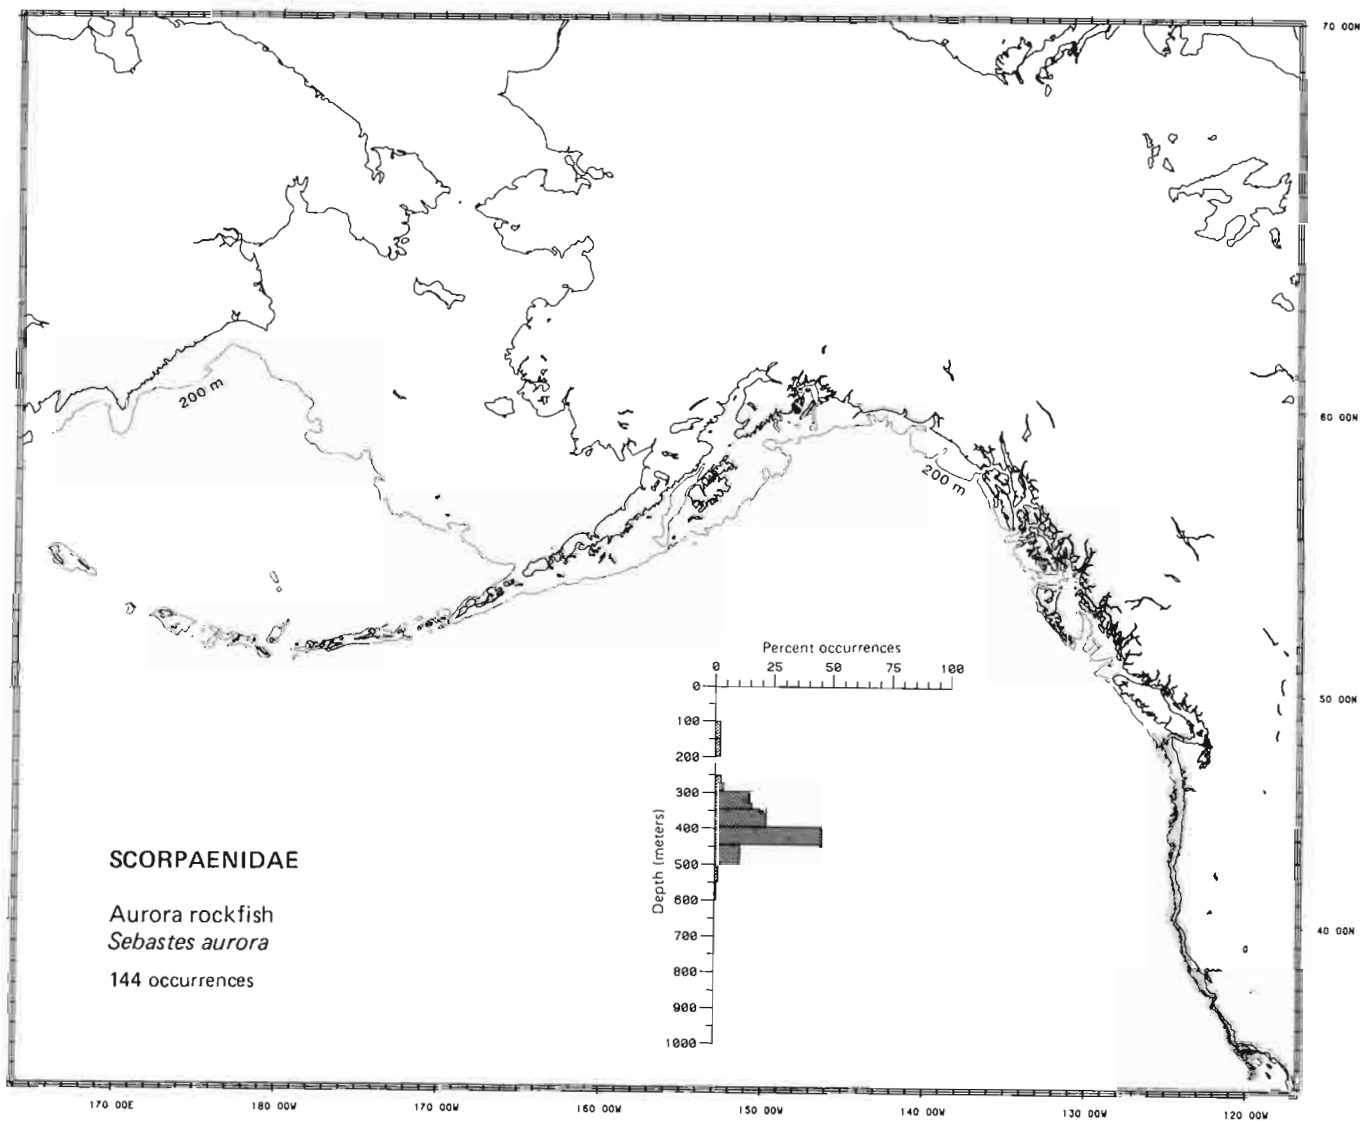 70 00N
200 m
60 00N
200 m
Percent occurrences
0 25 50 75 100
0
50 00N
100
200
300
400
500
600
700
800
900
1000
Depth (meters)
SCORPAENIDAE
Aurora rockfish
Sebastes aurora
144 occurrences
40 00N
170 00E 180 00W 170 00W 160 00W 150 00W 140 00W 130 00W 120 00W